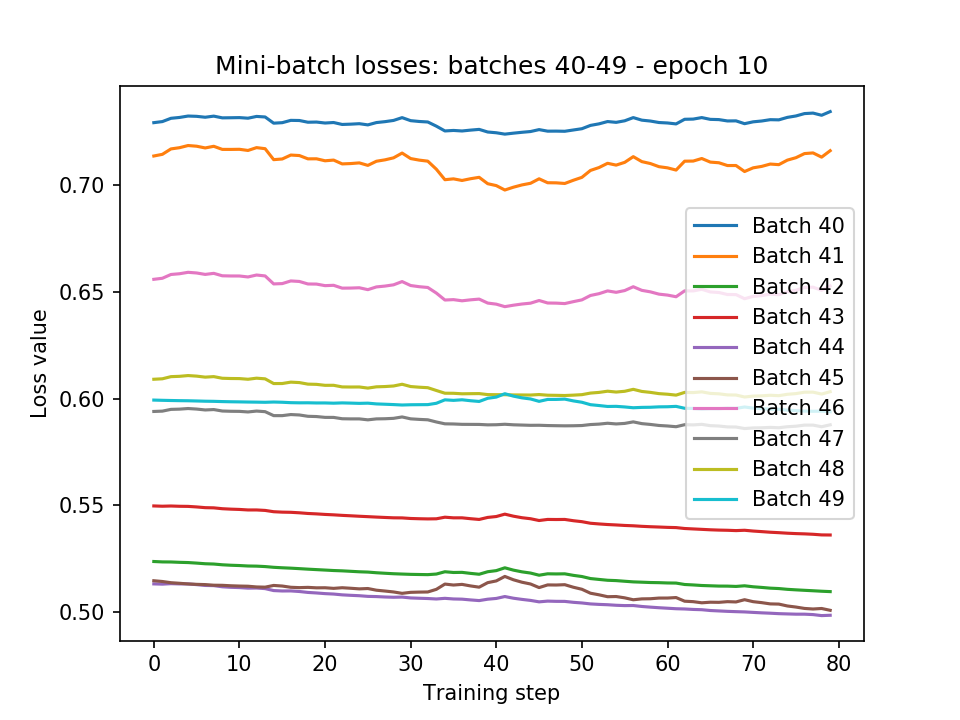 Mini-batch losses: batches 40-49 - epoch 10
Loss value
0.70
0.65
0.60
0.55
0.50
Batch 40
Batch 41
Batch 42
Batch 43
Batch 44
Batch 45
Batch 46
Batch 47
Batch 48
Batch 49
0 10 20 30 40 50 60 70 80
Training step